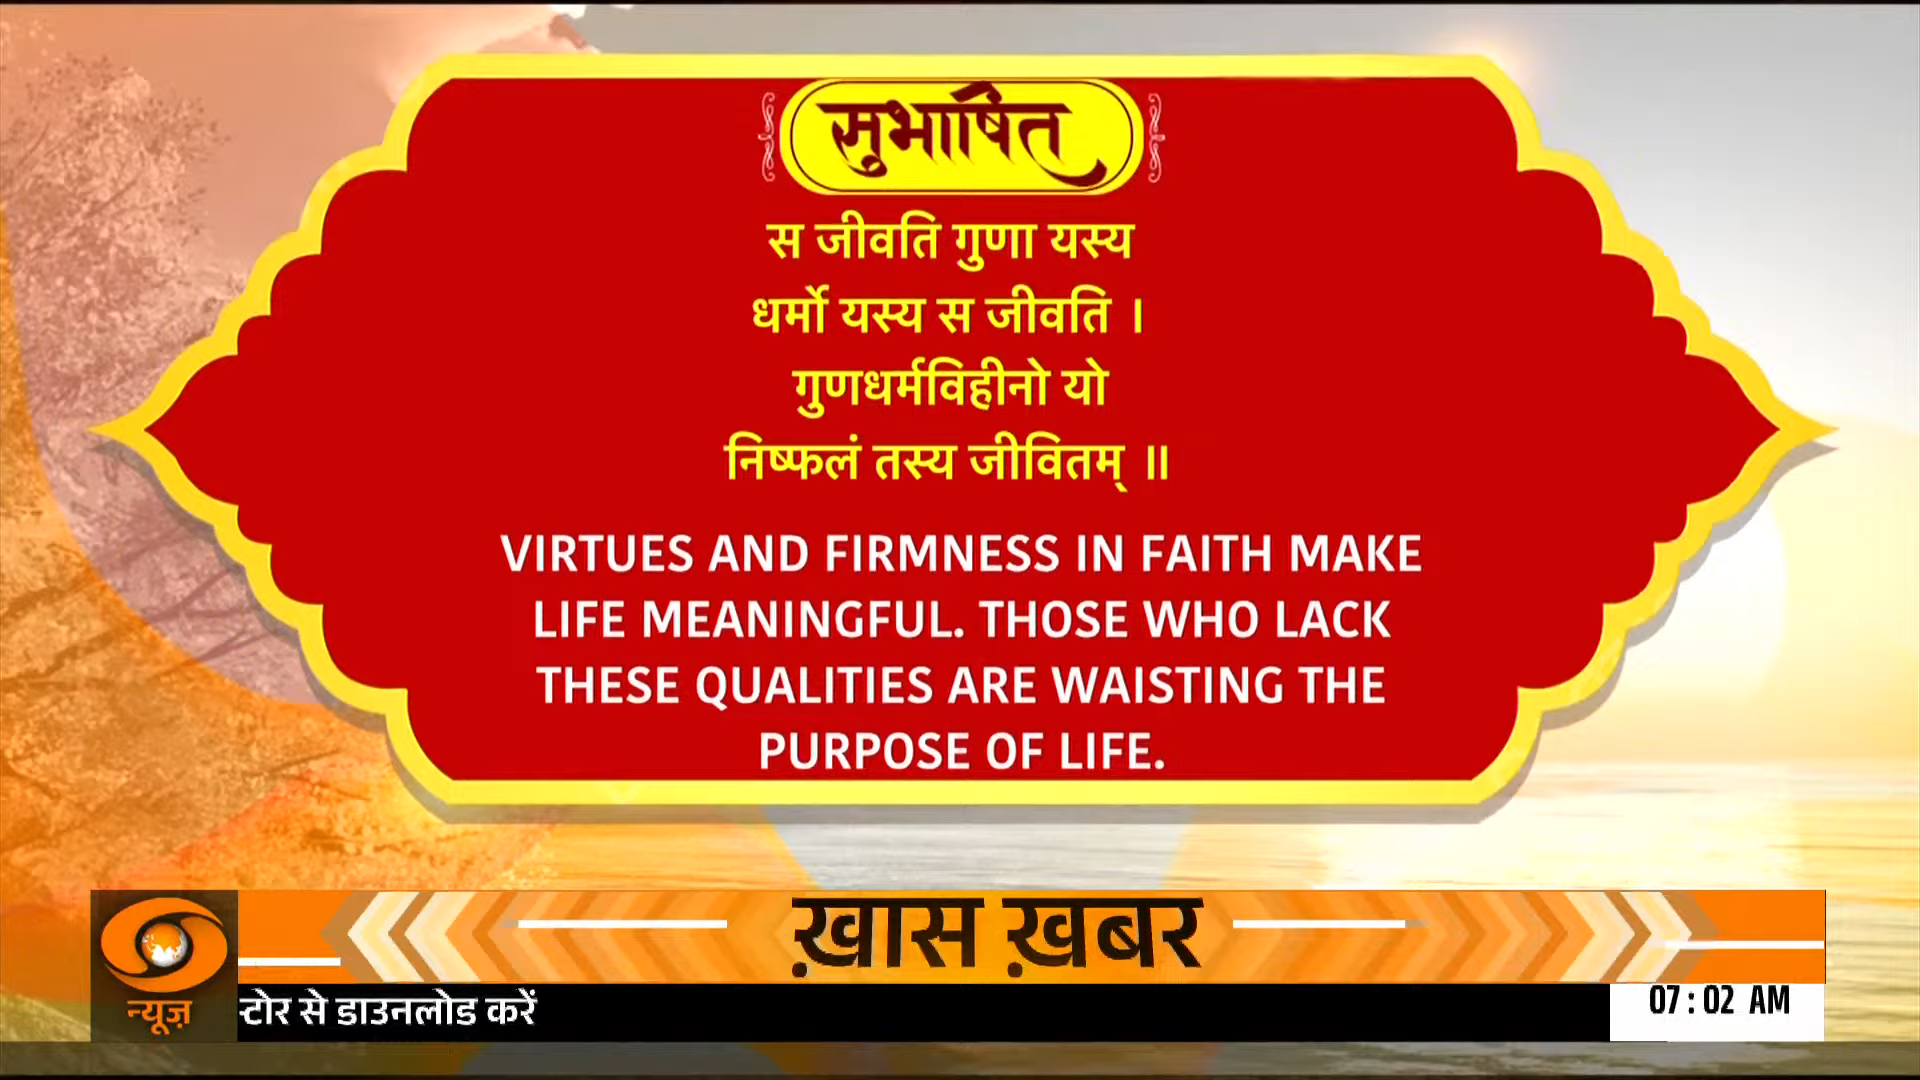 सुभाषित
स जीवति गुणा यस्य
धर्मो यस्य स जीवति ।
गुणधर्मविहीनो यो
निष्फलं तस्य जीवितम् ॥
VIRTUES AND FIRMNESS IN FAITH MAKE
LIFE MEANINGFUL. THOSE WHO LACK
THESE QUALITIES ARE WAISTING THE
PURPOSE OF LIFE.
ख़ास ख़बर
न्यूज़
टोर से डाउनलोड करें
07:02 AM